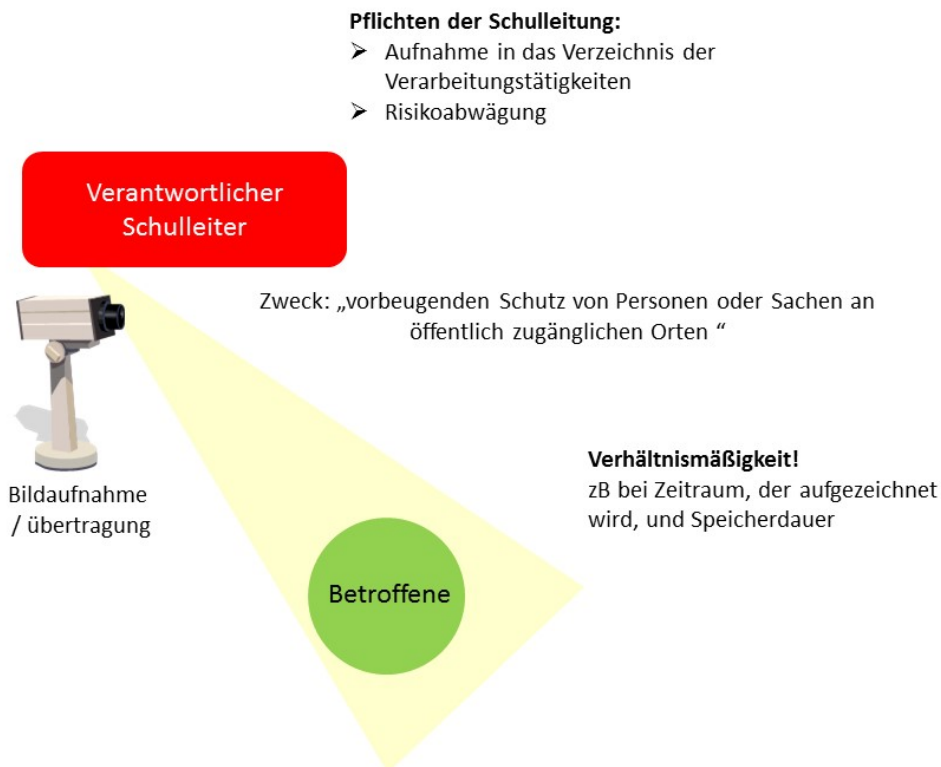 Pflichten der Schulleitung:
➢ Aufnahme in das Verzeichnis der
Verarbeitungstätigkeiten
➢ Risikoabwägung
Verantwortlicher
Schulleiter
Zweck: „vorbeugenden Schutz von Personen oder Sachen an
öffentlich zugänglichen Orten “
Verhältnismäßigkeit!
zB bei Zeitraum, der aufgezeichnet
wird, und Speicherdauer
Bildaufnahme
/ übertragung
Betroffene